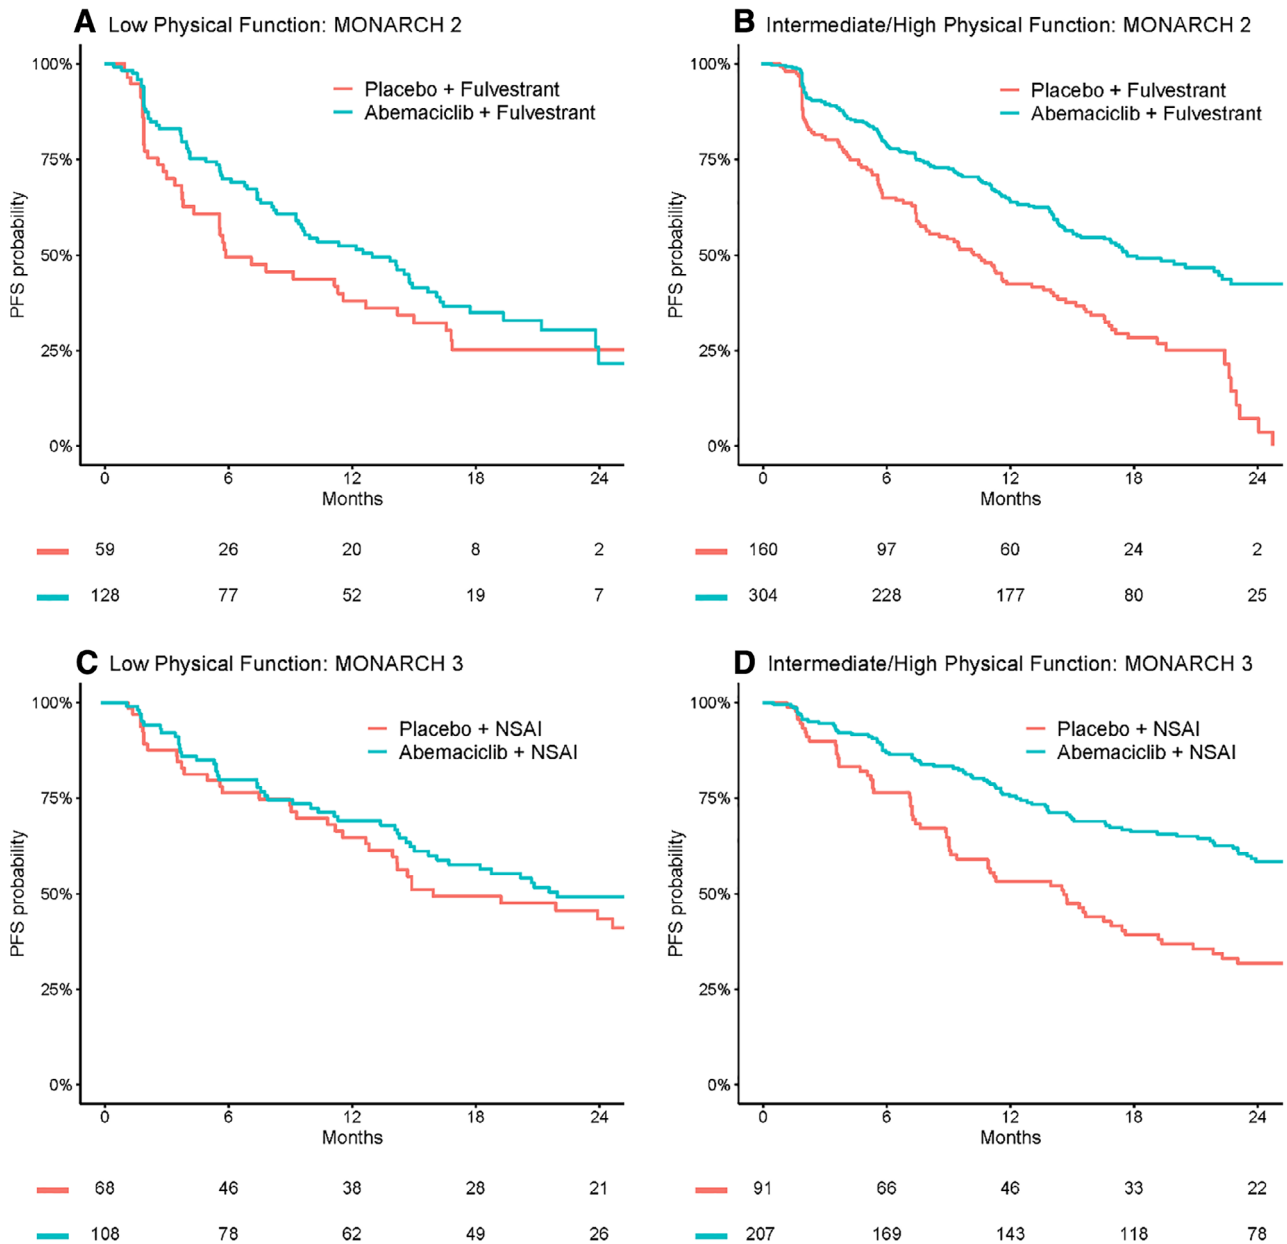 A Low Physical Function: MONARCH 2
100%
75%
50%
25%
0%
PFS probability
Placebo + Fulvestrant
Abemaciclib + Fulvestrant
0 6 12 18 24
Months
59 26 20 8 2
128 77 52 19 7
B Intermediate/High Physical Function: MONARCH 2
100%
75%
50%
25%
0%
PFS probability
Placebo + Fulvestrant
Abemaciclib + Fulvestrant
0 6 12 18 24
Months
160 97 60 24 2
304 228 177 80 25
C Low Physical Function: MONARCH 3
100%
75%
50%
25%
0%
PFS probability
Placebo + NSAI
Abemaciclib + NSAI
0 6 12 18 24
Months
68 46 38 28 21
108 78 62 49 26
D Intermediate/High Physical Function: MONARCH 3
100%
75%
50%
25%
0%
PFS probability
Placebo + NSAI
Abemaciclib + NSAI
0 6 12 18 24
Months
91 66 46 33 22
207 169 143 118 78